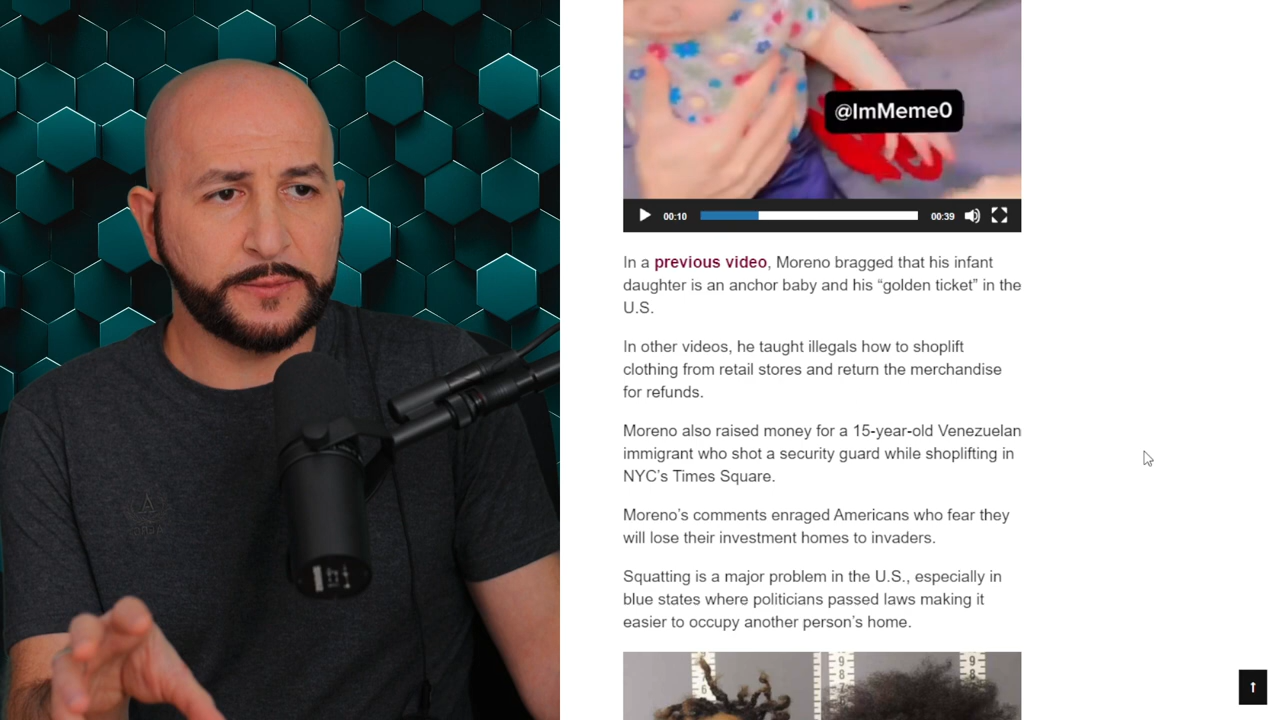 @ImMeme0
00:10
00:39
In a previous video, Moreno bragged that his infant
daughter is an anchor baby and his “golden ticket” in the
U.S.
In other videos, he taught illegals how to shoplift
clothing from retail stores and return the merchandise
for refunds.
Moreno also raised money for a 15-year-old Venezuelan
immigrant who shot a security guard while shoplifting in
NYC’s Times Square.
Moreno’s comments enraged Americans who fear they
will lose their investment homes to invaders.
Squatting is a major problem in the U.S., especially in
blue states where politicians passed laws making it
easier to occupy another person’s home.